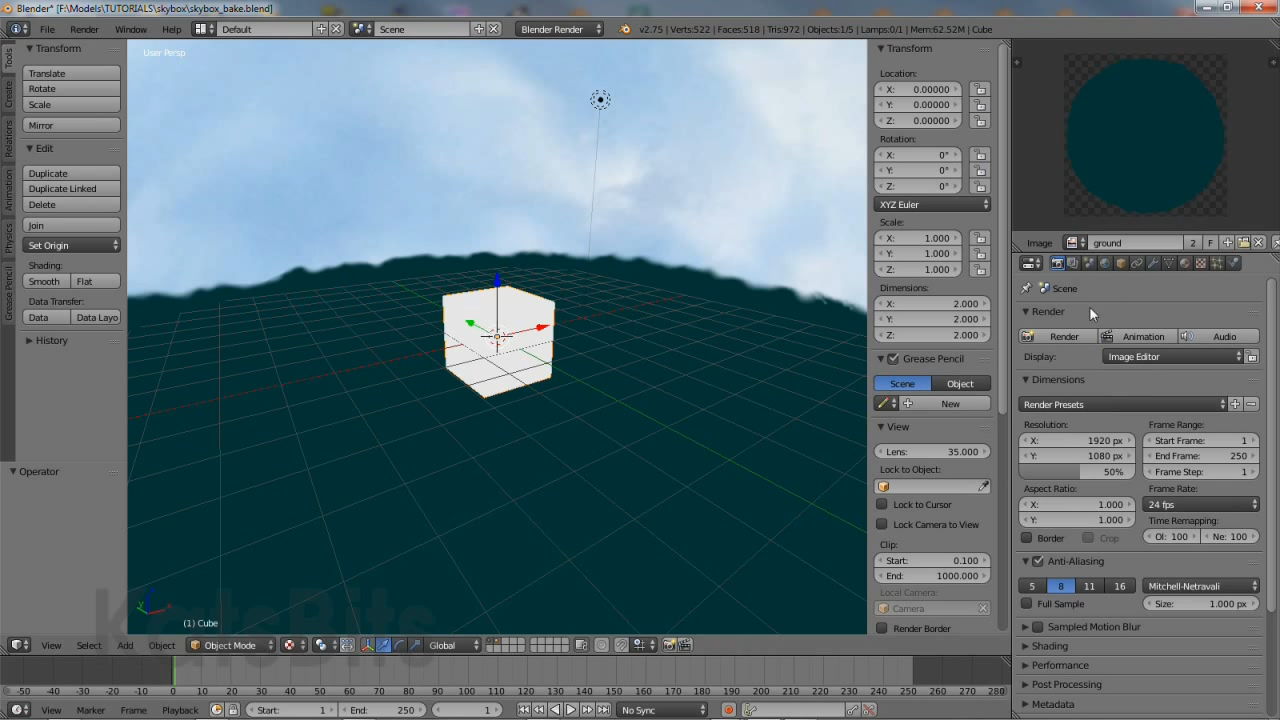 Blender* [F:\Models\TUTORIALS\skybox\skybox_bake.blend]
File Render Window Help Default Scene Blender Render v2.75 | Verts:522 | Faces:518 | Tris:972 | Objects:1/5 | Lamps:0/1 | Mem:62.52M | Cube
Tools
Create
Relations
Animation
Physics
Grease Pencil
Transform
Translate
Rotate
Scale
Mirror
Edit
Duplicate
Duplicate Linked
Delete
Join
Set Origin
Shading:
Smooth Flat
Data Transfer:
Data Data Layo
History
Operator
User Persp
(1) Cube
KatsBits
Transform
Location:
X: 0.00000
Y: 0.00000
Z: 0.00000
Rotation:
X: 0°
Y: 0°
Z: 0°
XYZ Euler
Scale:
X: 1.000
Y: 1.000
Z: 1.000
Dimensions:
X: 2.000
Y: 2.000
Z: 2.000
Grease Pencil
Scene Object
New
View
Lens: 35.000
Lock to Object:
Lock to Cursor
Lock Camera to View
Clip:
Start: 0.100
End: 1000.000
Local Camera:
Camera
Render Border
Image ground 2 F
Scene
Render
Render Animation Audio
Display: Image Editor
Dimensions
Render Presets
Resolution: Frame Range:
X: 1920 px Start Frame: 1
Y: 1080 px End Frame: 250
50% Frame Step: 1
Aspect Ratio: Frame Rate:
X: 1.000 24 fps
Y: 1.000 Time Remapping:
Border Crop Ol: 100 Ne: 100
Anti-Aliasing
5 8 11 16 Mitchell-Netravali
Full Sample Size: 1.000 px
Sampled Motion Blur
Shading
Performance
Post Processing
Metadata
View Select Add Object Object Mode Global
-50 -40 -30 -20 -10 0 10 20 30 40 50 60 70 80 90 100 110 120 130 140 150 160 170 180 190 200 210 220 230 240 250 260 270 280
View Marker Frame Playback Start: 1 End: 250 1 No Sync